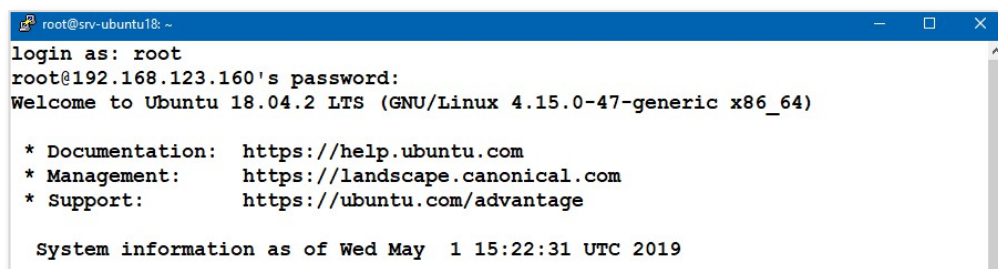 root@srv-ubuntu18: ~
login as: root
root@192.168.123.160's password:
Welcome to Ubuntu 18.04.2 LTS (GNU/Linux 4.15.0-47-generic x86_64)
* Documentation:  https://help.ubuntu.com
* Management:     https://landscape.canonical.com
* Support:        https://ubuntu.com/advantage
System information as of Wed May  1 15:22:31 UTC 2019